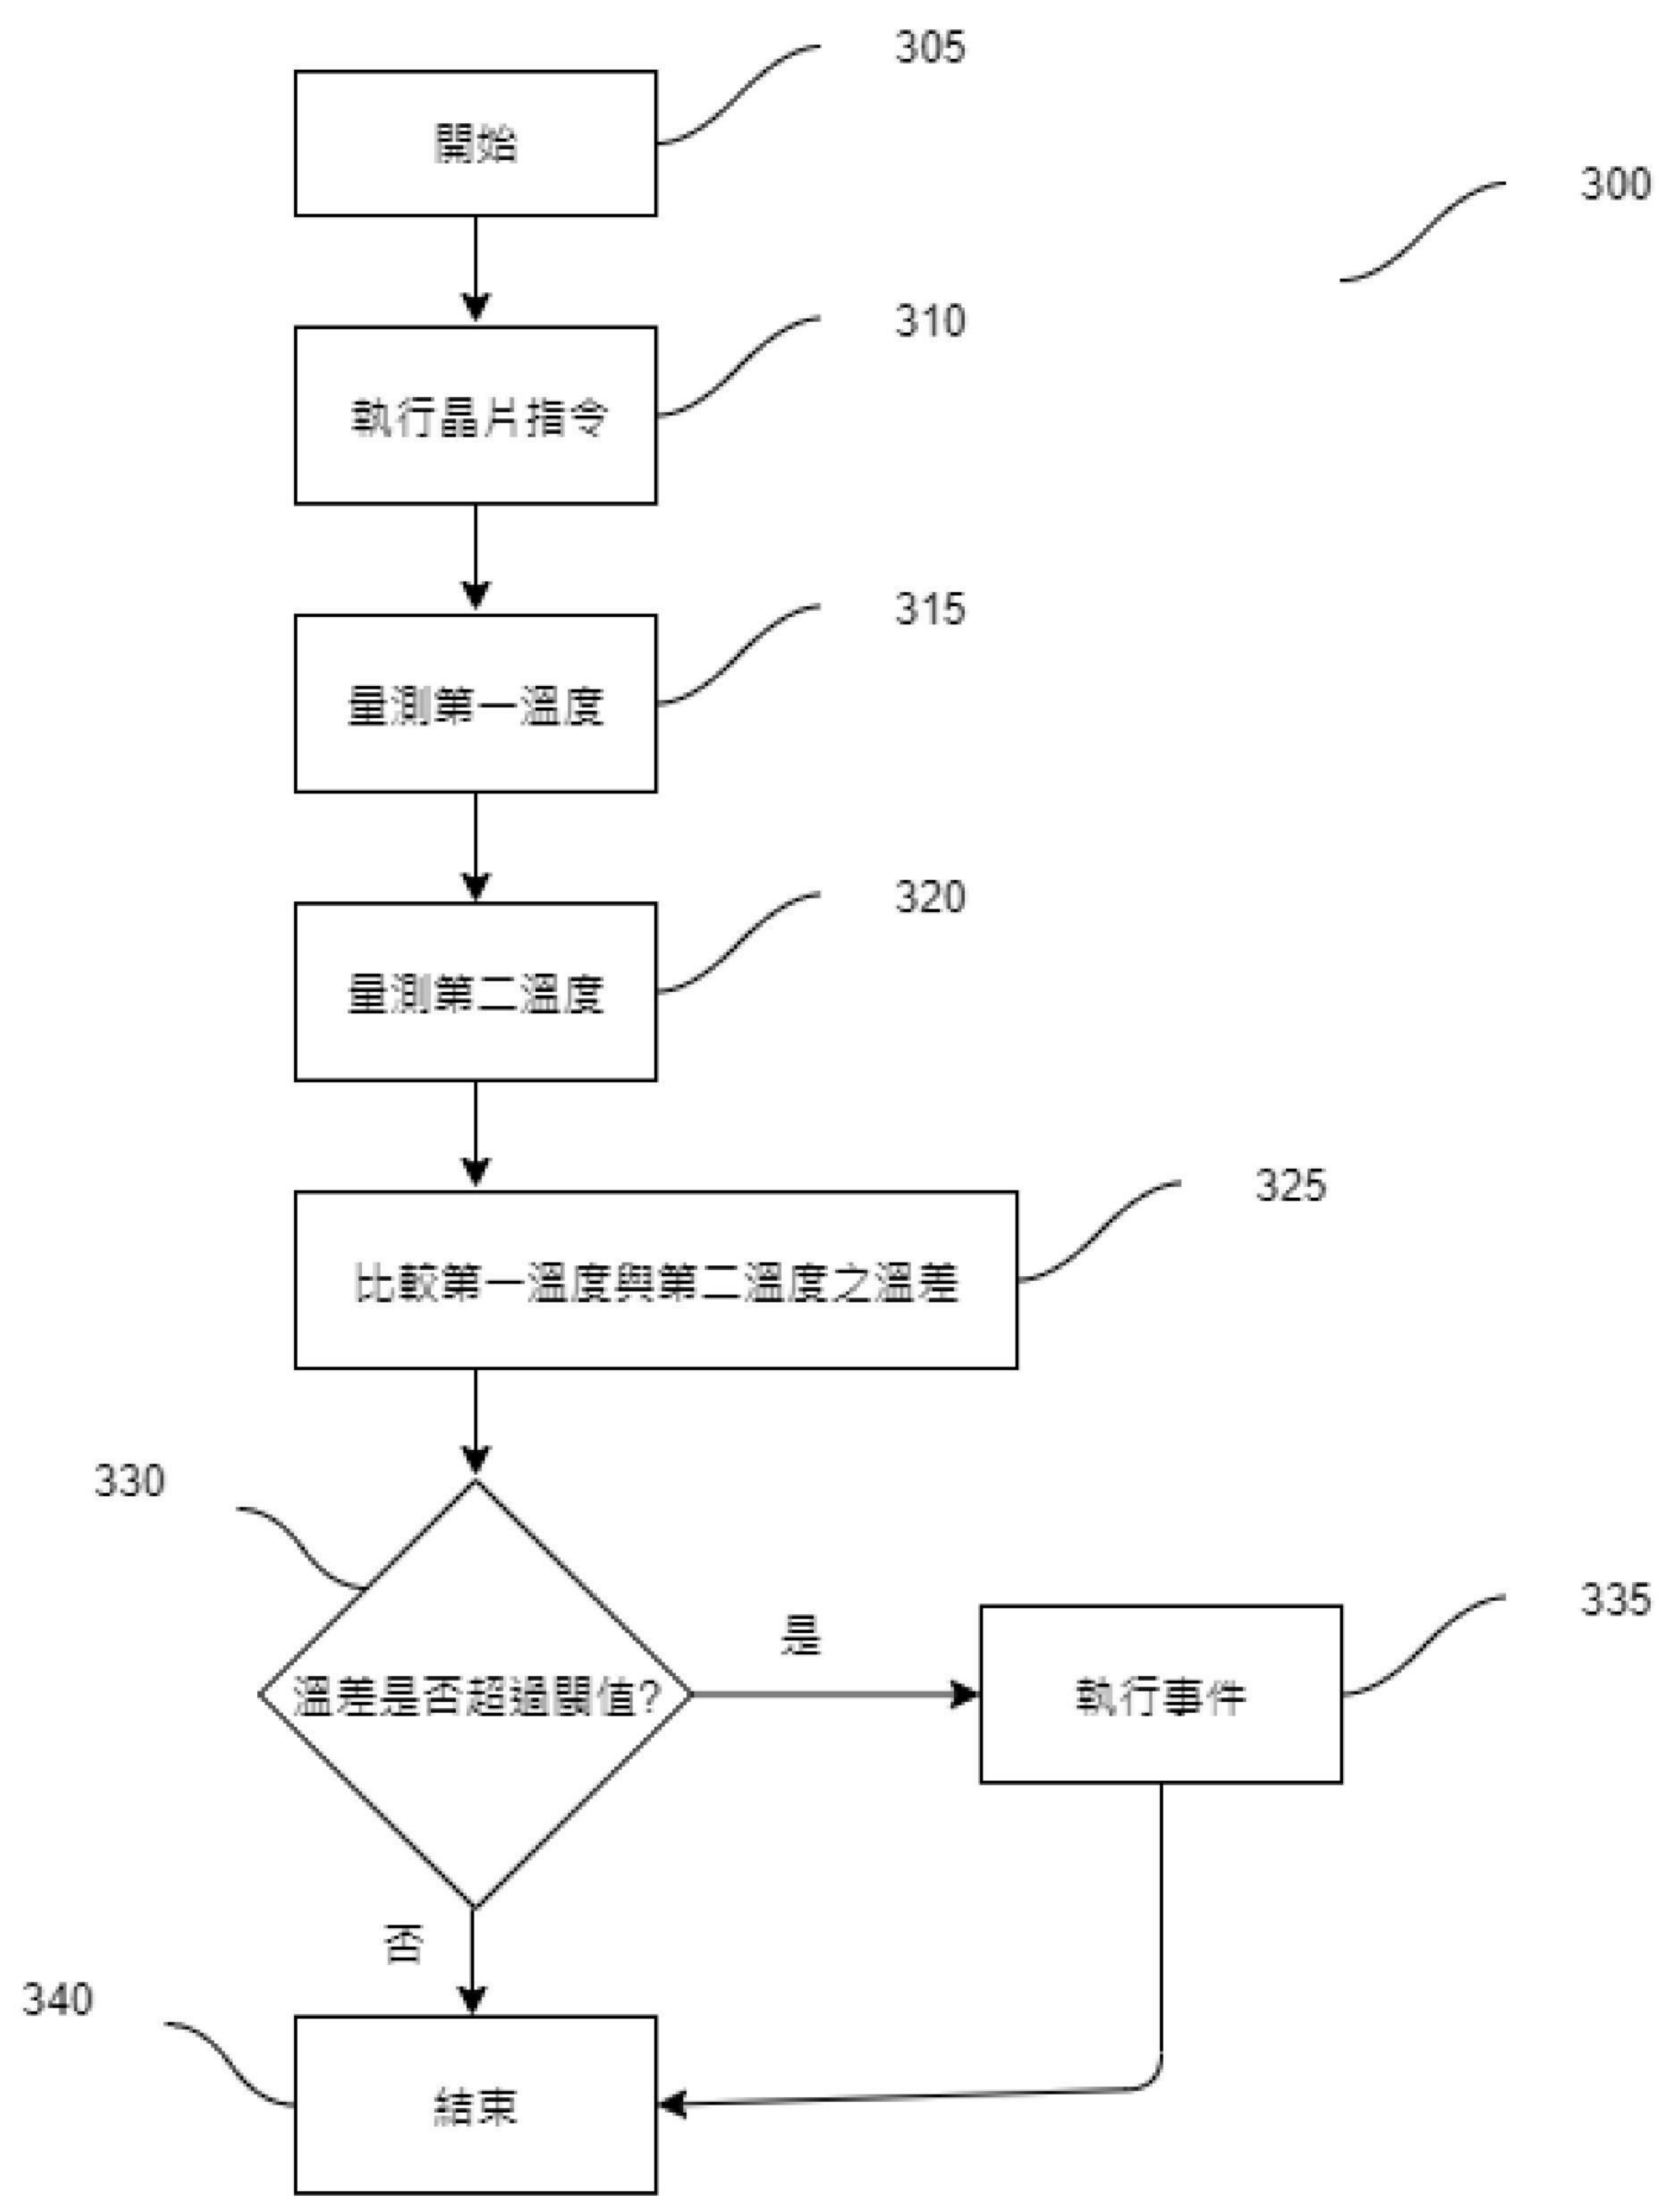 305
開始
300
310
執行晶片指令
315
量測第一溫度
320
量測第二溫度
325
比較第一溫度與第二溫度之溫差
330
溫差是否超過閾值?
是
335
執行事件
否
340
結束